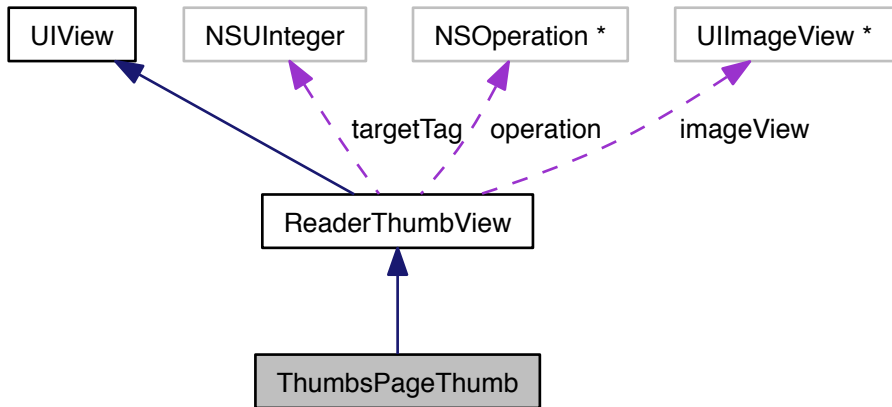 UIView
NSUInteger
NSOperation *
UIImageView *
targetTag
operation
imageView
ReaderThumbView
ThumbsPageThumb